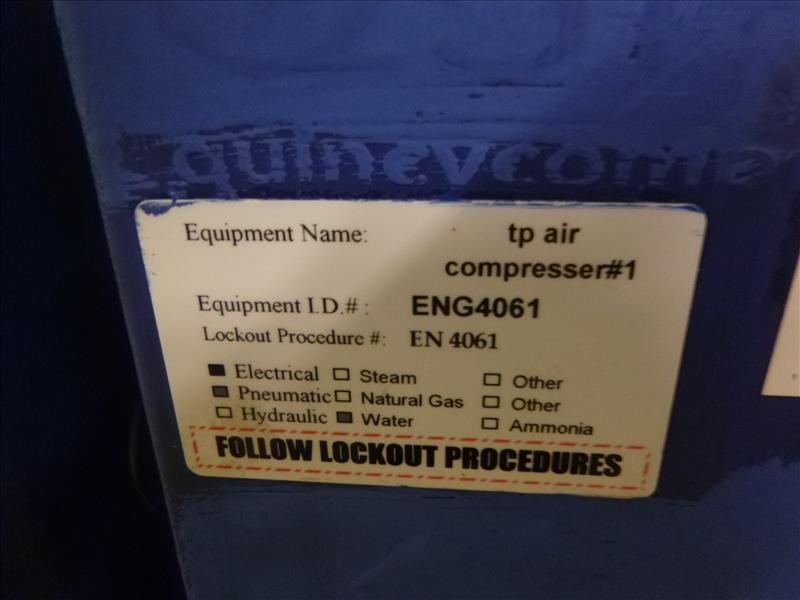 quincycomp
Equipment Name: tp air
compresser#1
Equipment I.D.# : ENG4061
Lockout Procedure #: EN 4061
Electrical Steam Other
Pneumatic Natural Gas Other
Hydraulic Water Ammonia
FOLLOW LOCKOUT PROCEDURES